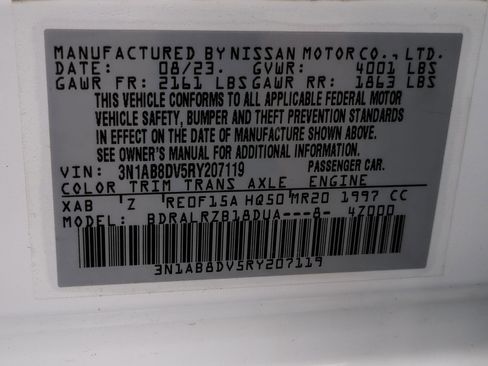 MANUFACTURED BY NISSAN MOTOR CO., LTD.
DATE: 08/23. GVWR: 4001 LBS
GAWR FR: 2161 LBS GAWR RR: 1863 LBS
THIS VEHICLE CONFORMS TO ALL APPLICABLE FEDERAL MOTOR
VEHICLE SAFETY, BUMPER AND THEFT PREVENTION STANDARDS
IN EFFECT ON THE DATE OF MANUFACTURE SHOWN ABOVE.
SEE OWNER'S MANUAL FOR ADDITIONAL INFORMATION.
VIN: 3N1AB8DV5RY207119 PASSENGER CAR.
COLOR TRIM TRANS AXLE ENGINE
XAB Z RE0F15A HQ50 MR20 1997 CC
MODEL: BDRALRZB18DUA---8- 4Z000
3N1AB8DV5RY207119